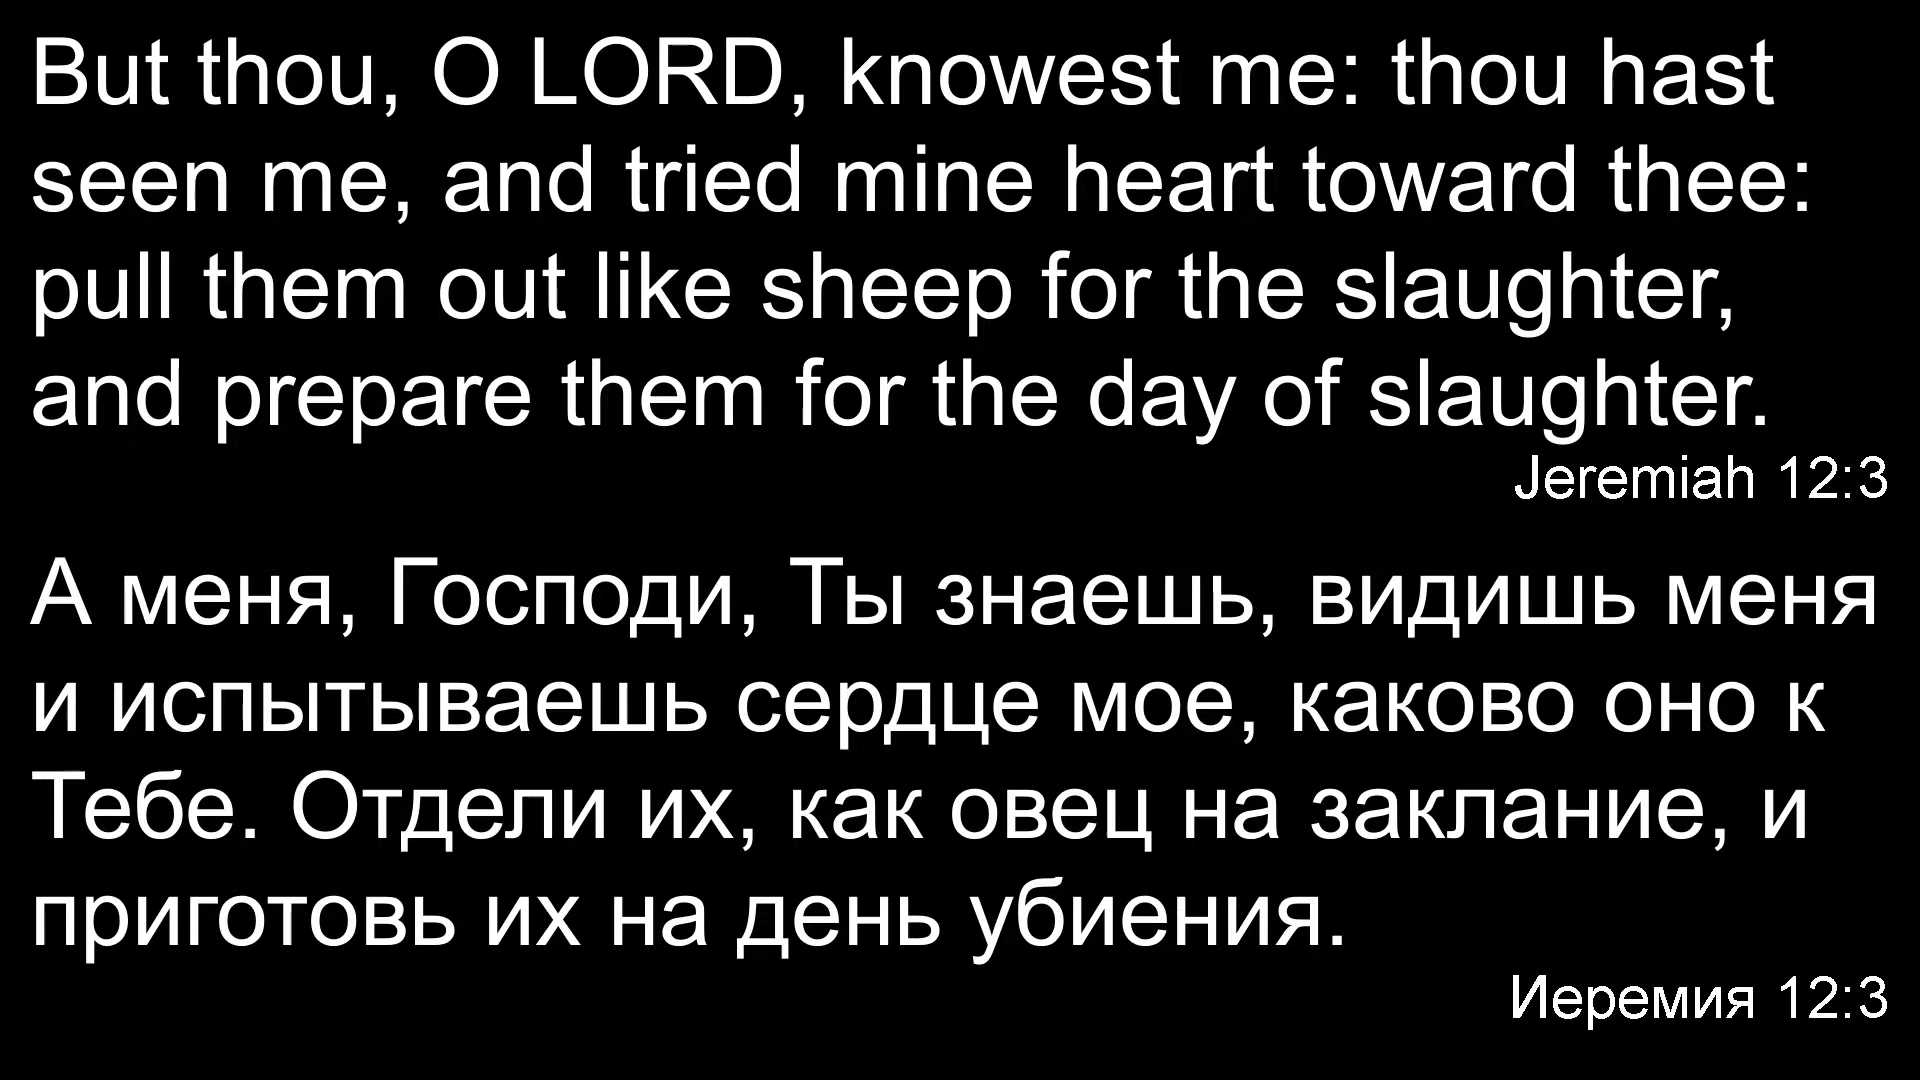 But thou, O LORD, knowest me: thou hast
seen me, and tried mine heart toward thee:
pull them out like sheep for the slaughter,
and prepare them for the day of slaughter.
Jeremiah 12:3
А меня, Господи, Ты знаешь, видишь меня
и испытываешь сердце мое, каково оно к
Тебе. Отдели их, как овец на заклание, и
приготовь их на день убиения.
Иеремия 12:3